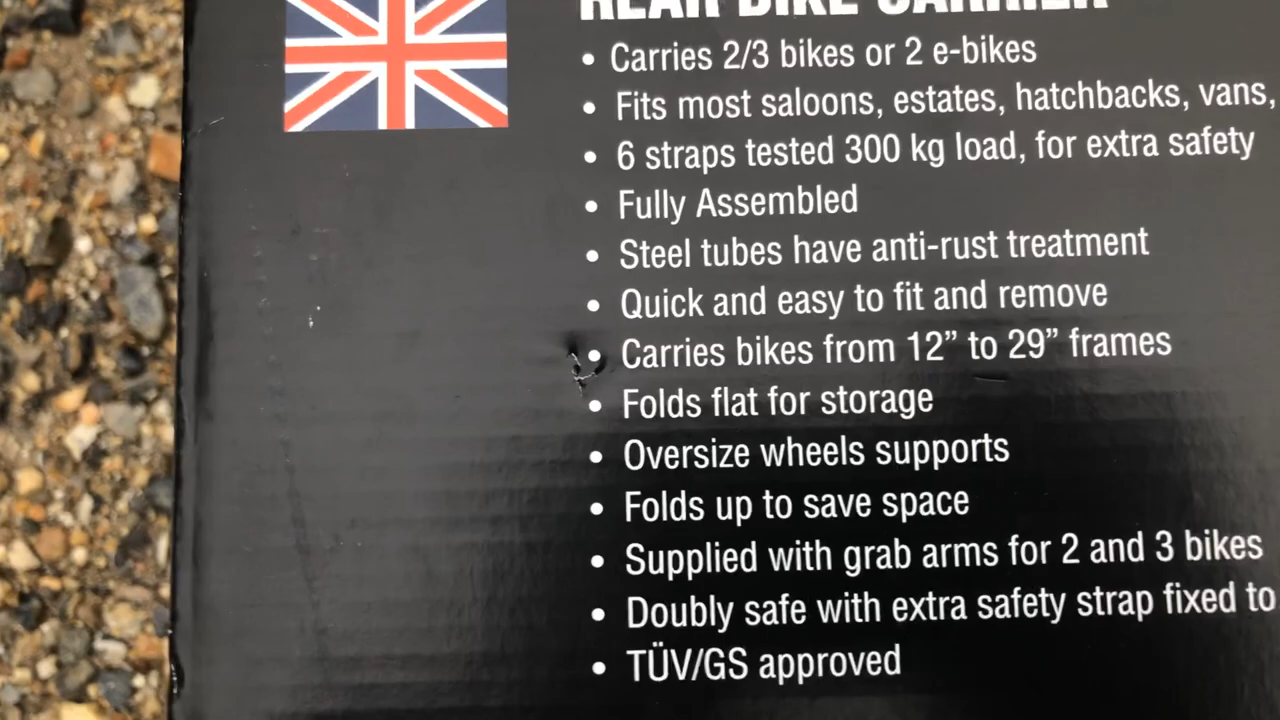 REAR BIKE CARRIER
• Carries 2/3 bikes or 2 e-bikes
• Fits most saloons, estates, hatchbacks, vans,
• 6 straps tested 300 kg load, for extra safety
• Fully Assembled
• Steel tubes have anti-rust treatment
• Quick and easy to fit and remove
• Carries bikes from 12” to 29” frames
• Folds flat for storage
• Oversize wheels supports
• Folds up to save space
• Supplied with grab arms for 2 and 3 bikes
• Doubly safe with extra safety strap fixed to
• TÜV/GS approved